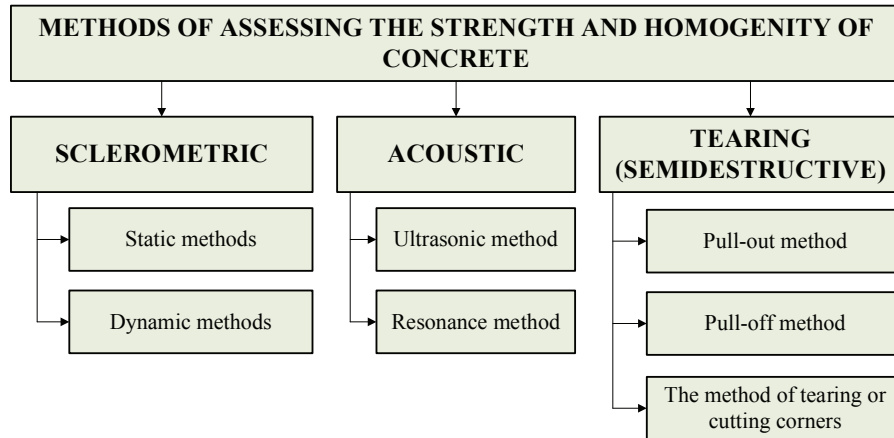 METHODS OF ASSESSING THE STRENGTH AND HOMOGENITY OF
CONCRETE
SCLEROMETRIC
Static methods
Dynamic methods
ACOUSTIC
Ultrasonic method
Resonance method
TEARING
(SEMIDESTRUCTIVE)
Pull-out method
Pull-off method
The method of tearing or
cutting corners